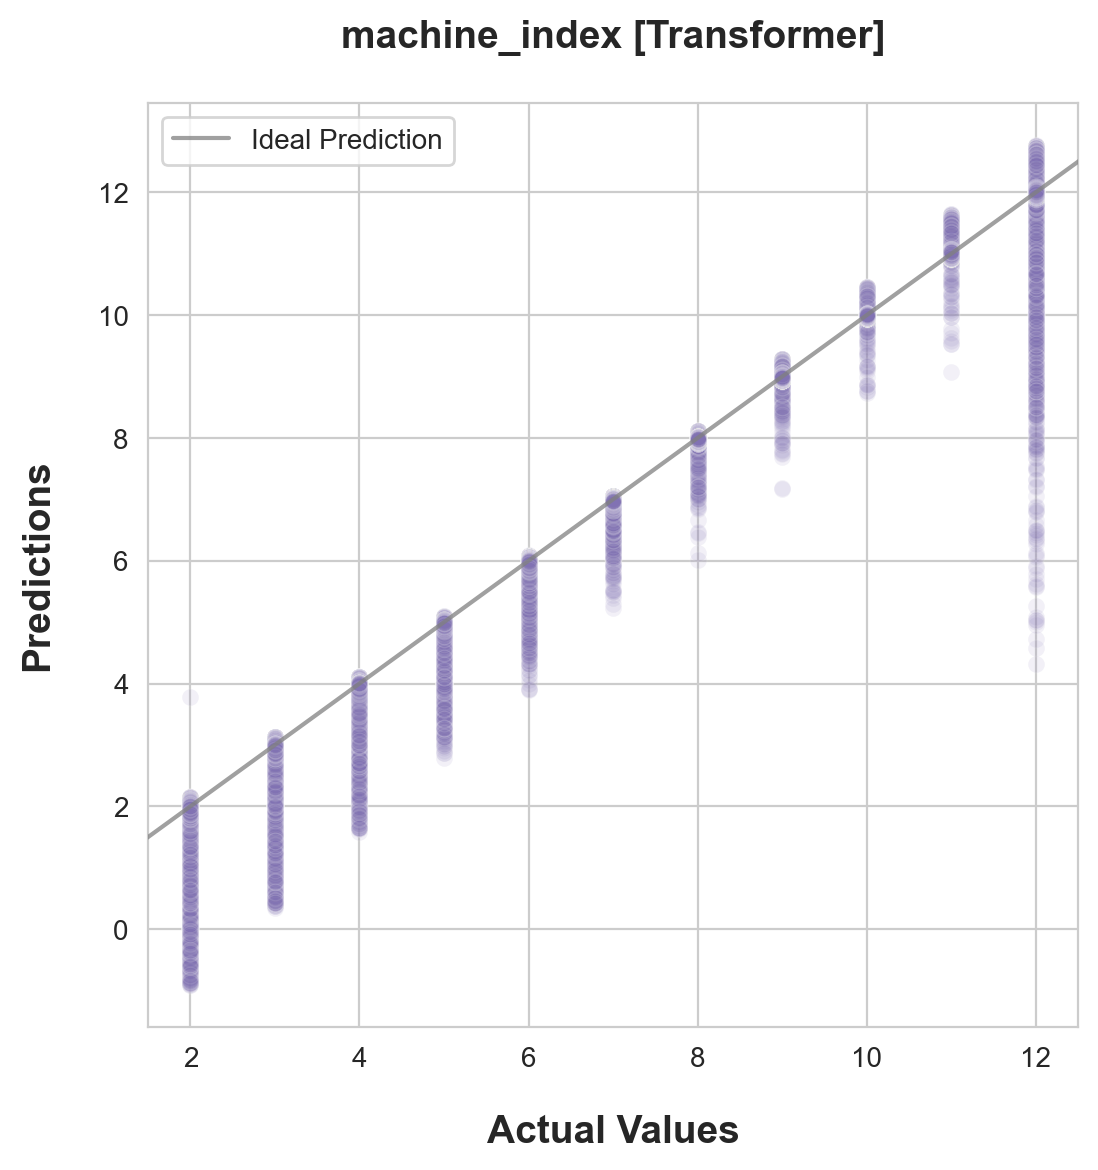 machine_index [Transformer]
Ideal Prediction
12
10
8
6
4
2
0
Predictions
2 4 6 8 10 12
Actual Values